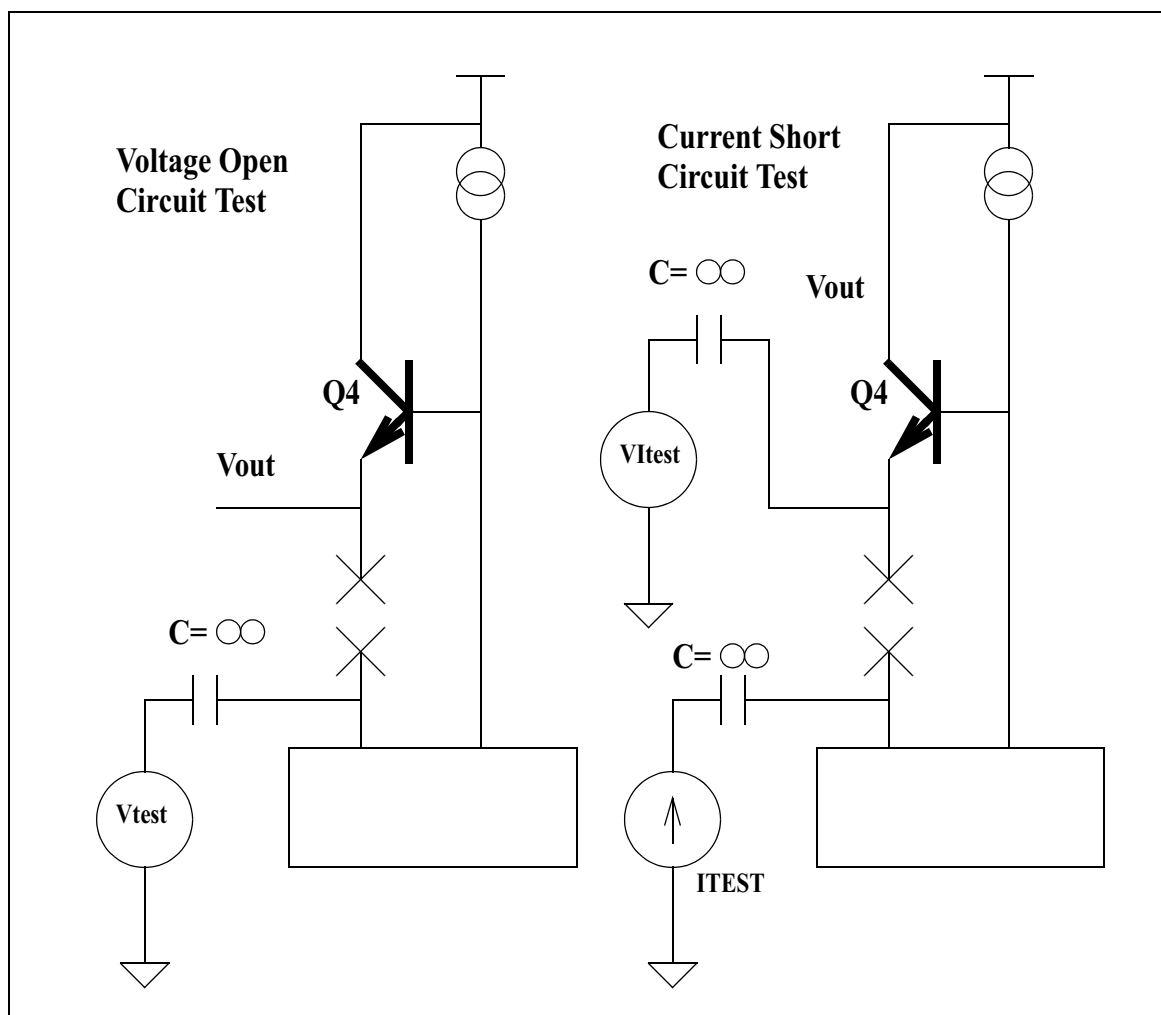 Voltage Open
Circuit Test
Q4
Vout
C= ∞
Vtest
Current Short
Circuit Test
C= ∞
Vout
Q4
VItest
C= ∞
ITEST